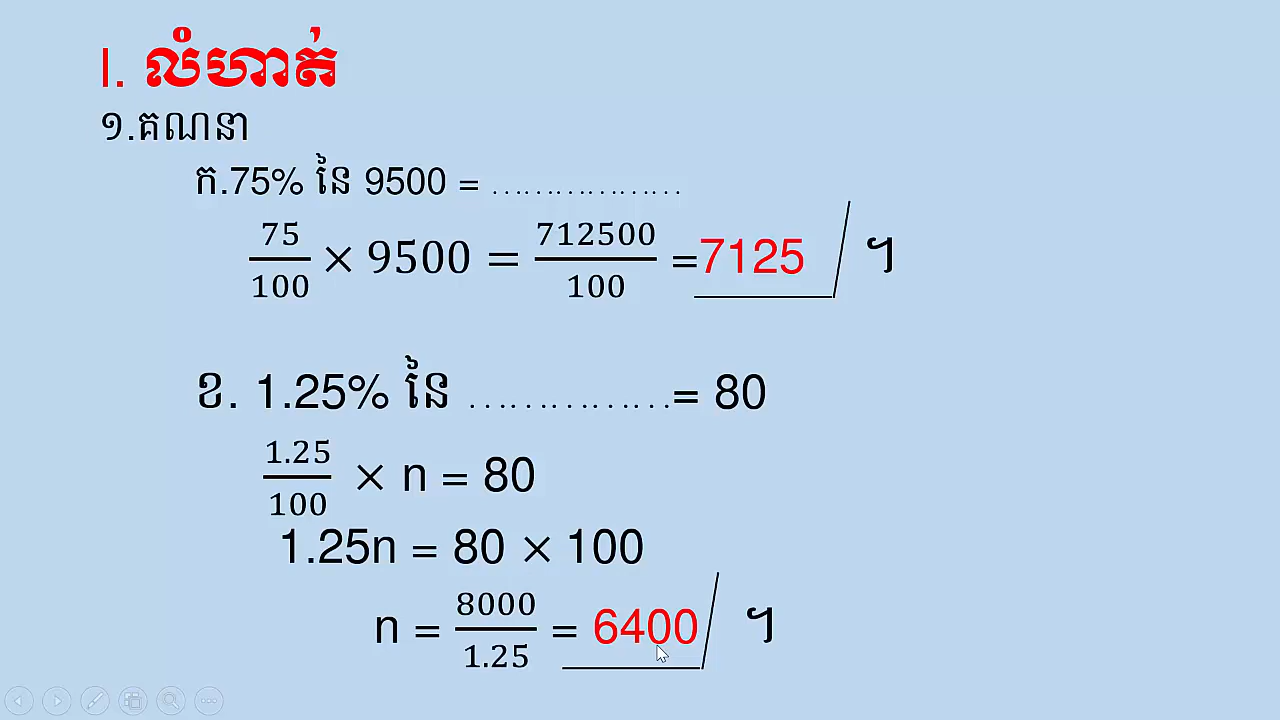 I. លំហាត់
១.គណនា
ក.75% នៃ 9500 = ………………
75/100 × 9500 = 712500/100 =7125 ។
ខ. 1.25% នៃ ……………= 80
1.25/100 × n = 80
1.25n = 80 × 100
n = 8000/1.25 = 6400 ។